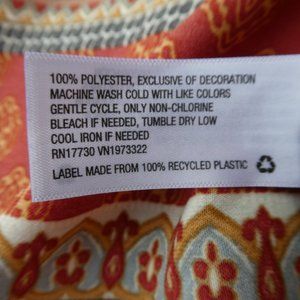 100% POLYESTER, EXCLUSIVE OF DECORATION
MACHINE WASH COLD WITH LIKE COLORS
GENTLE CYCLE, ONLY NON-CHLORINE
BLEACH IF NEEDED, TUMBLE DRY LOW
COOL IRON IF NEEDED
RN17730 VN1973322
LABEL MADE FROM 100% RECYCLED PLASTIC